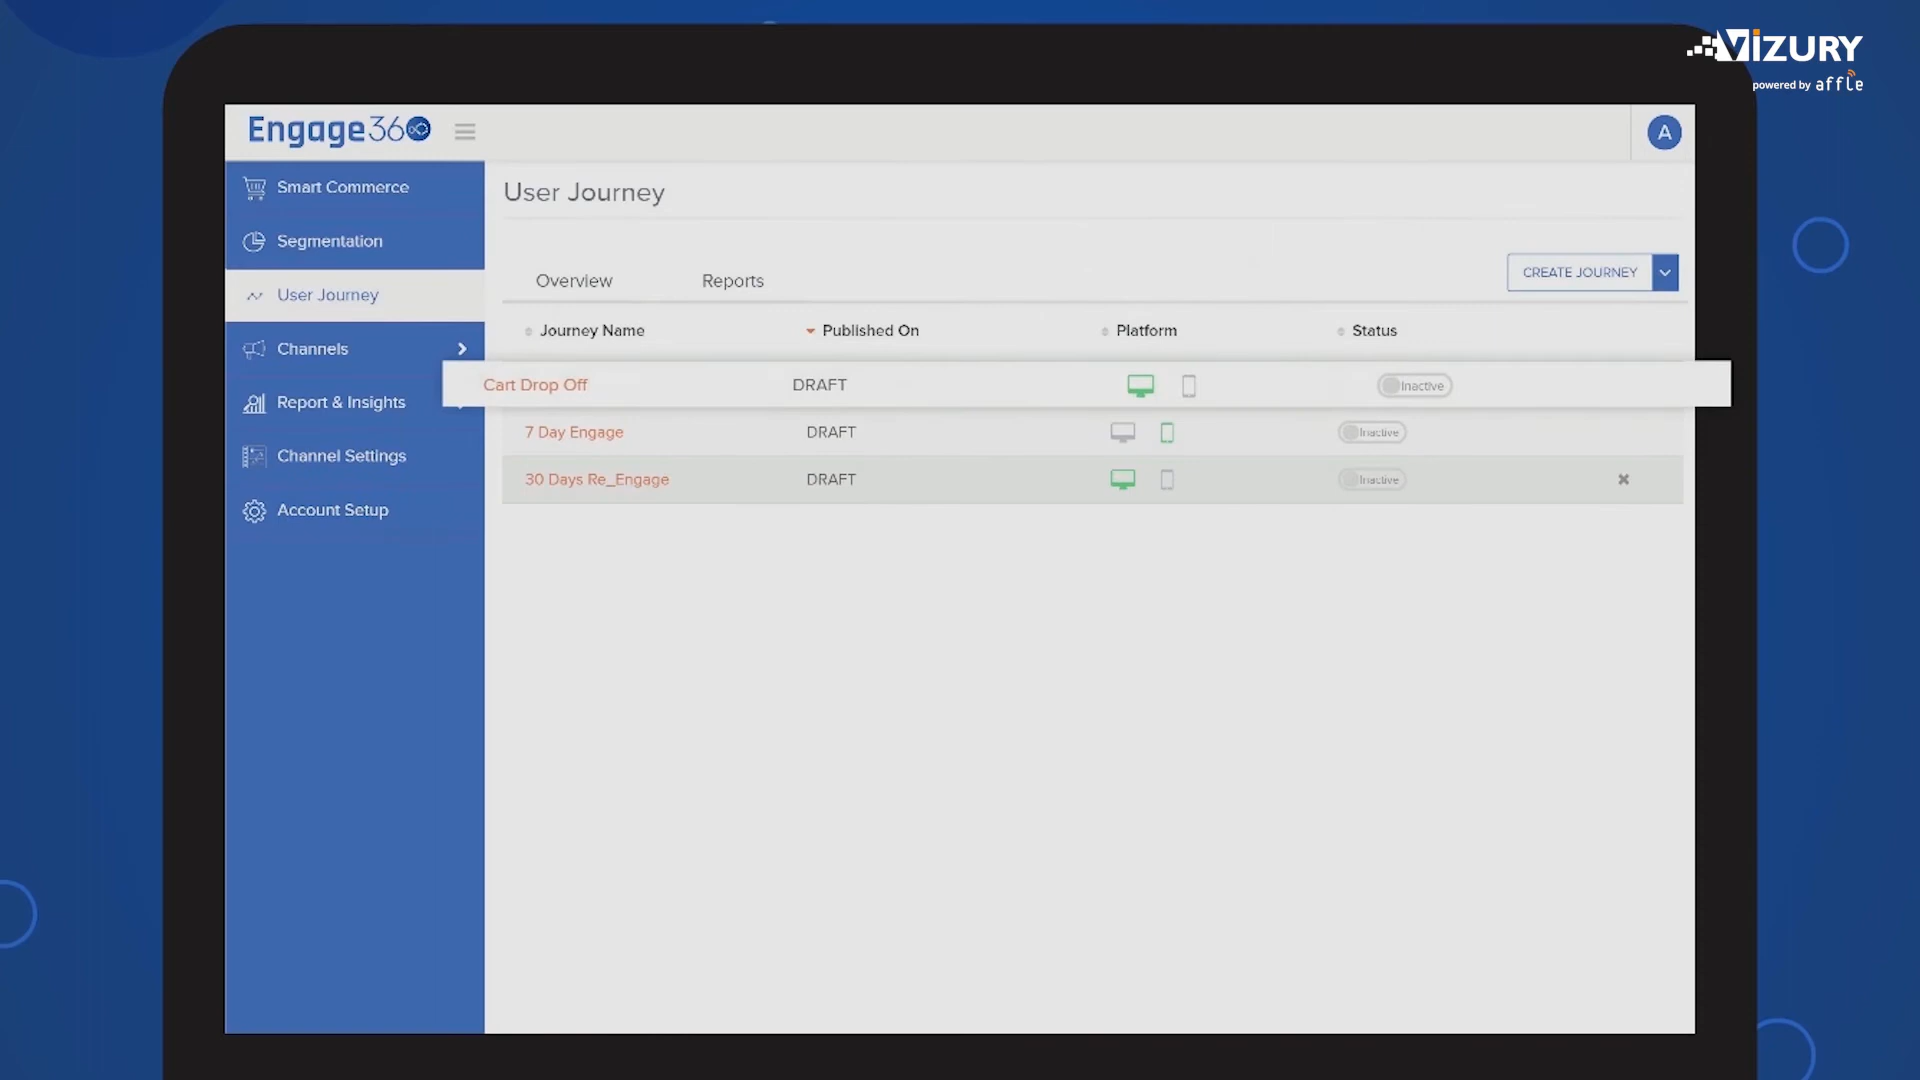 VIZURY
powered by affle
Engage360
A
Smart Commerce
Segmentation
User Journey
Channels
Report & Insights
Channel Settings
Account Setup
User Journey
Overview Reports CREATE JOURNEY
Journey Name Published On Platform Status
Cart Drop Off DRAFT Inactive
7 Day Engage DRAFT Inactive
30 Days Re_Engage DRAFT Inactive